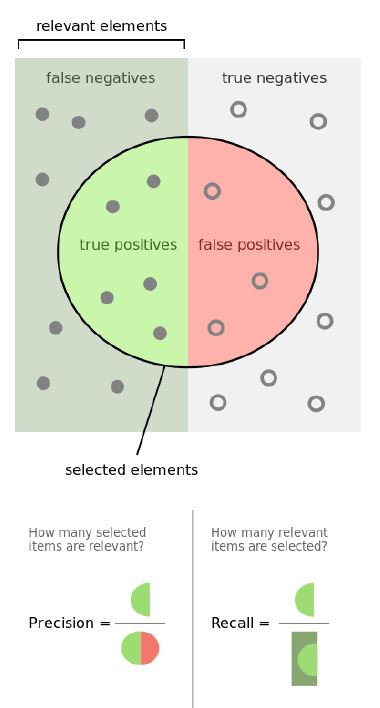 relevant elements
false negatives
true negatives
true positives
false positives
selected elements
How many selected
items are relevant?
How many relevant
items are selected?
Precision =
Recall =